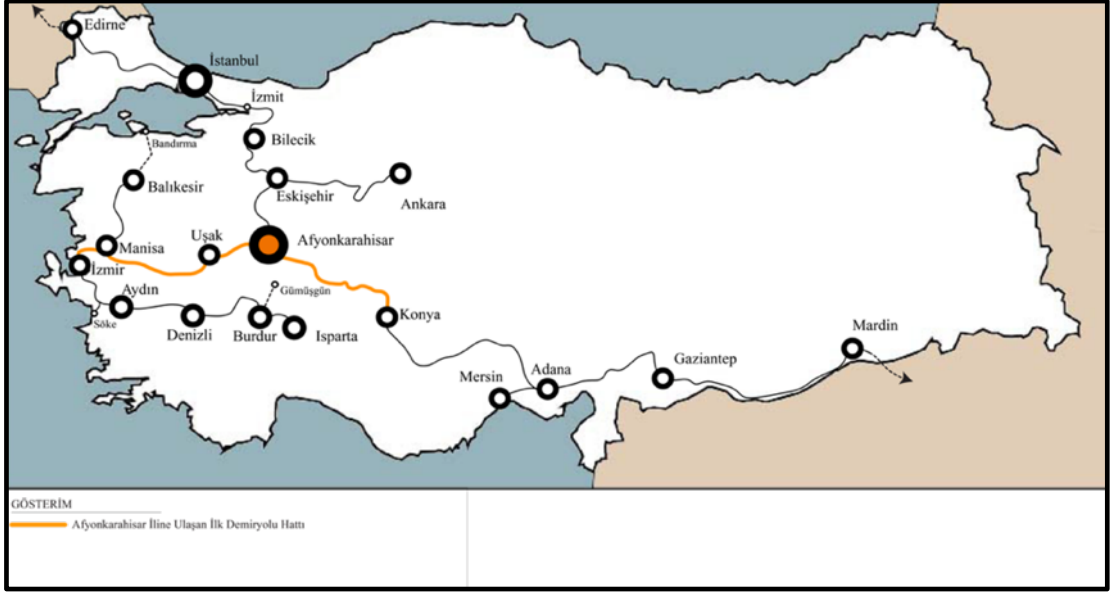 Edirne
İstanbul
İzmit
Bilecik
Bandırma
Balıkesir
Eskişehir
Ankara
Uşak
Afyonkarahisar
Manisa
İzmir
Gümüşgün
Aydın
Söke
Denizli
Burdur
Isparta
Konya
Mardin
Gaziantep
Adana
Mersin
GÖSTERİM
Afyonkarahisar İline Ulaşan İlk Demiryolu Hattı